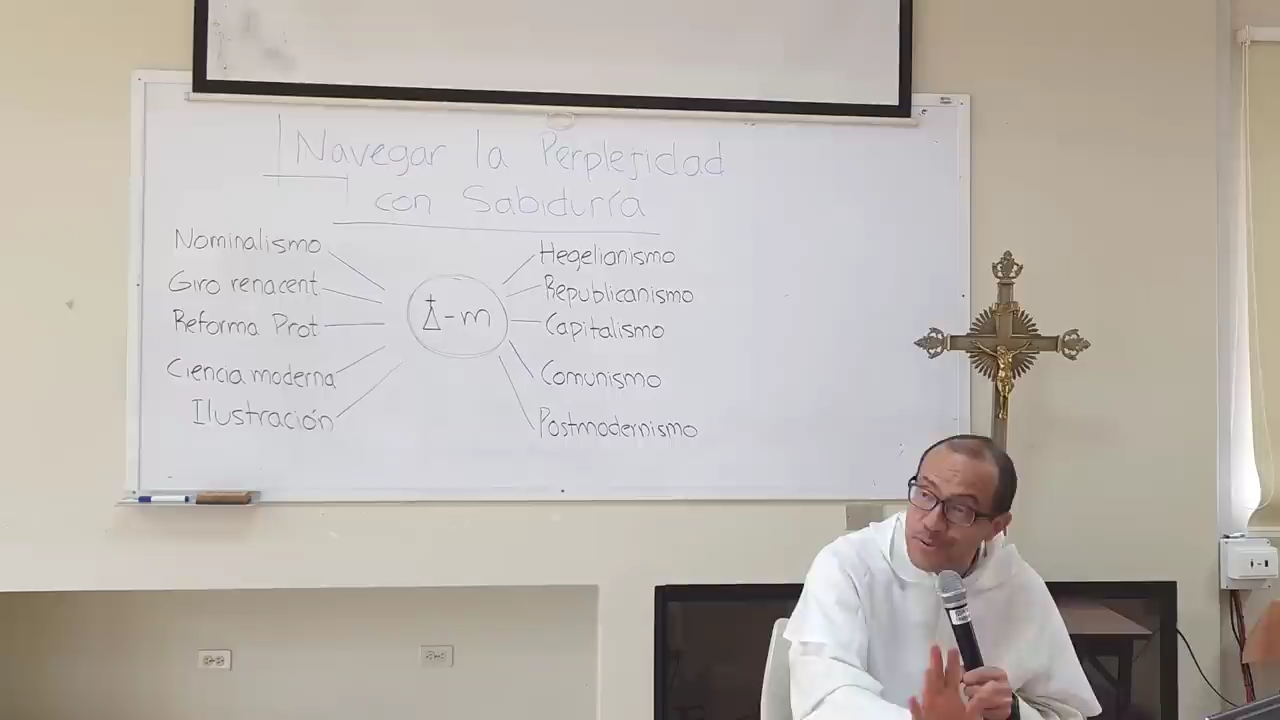 Navegar la Perplejidad
con Sabiduría
Nominalismo
Giro renacent.
Reforma Prot
Ciencia moderna
Ilustración
-m
Hegelianismo
Republicanismo
Capitalismo
Comunismo
Postmodernismo